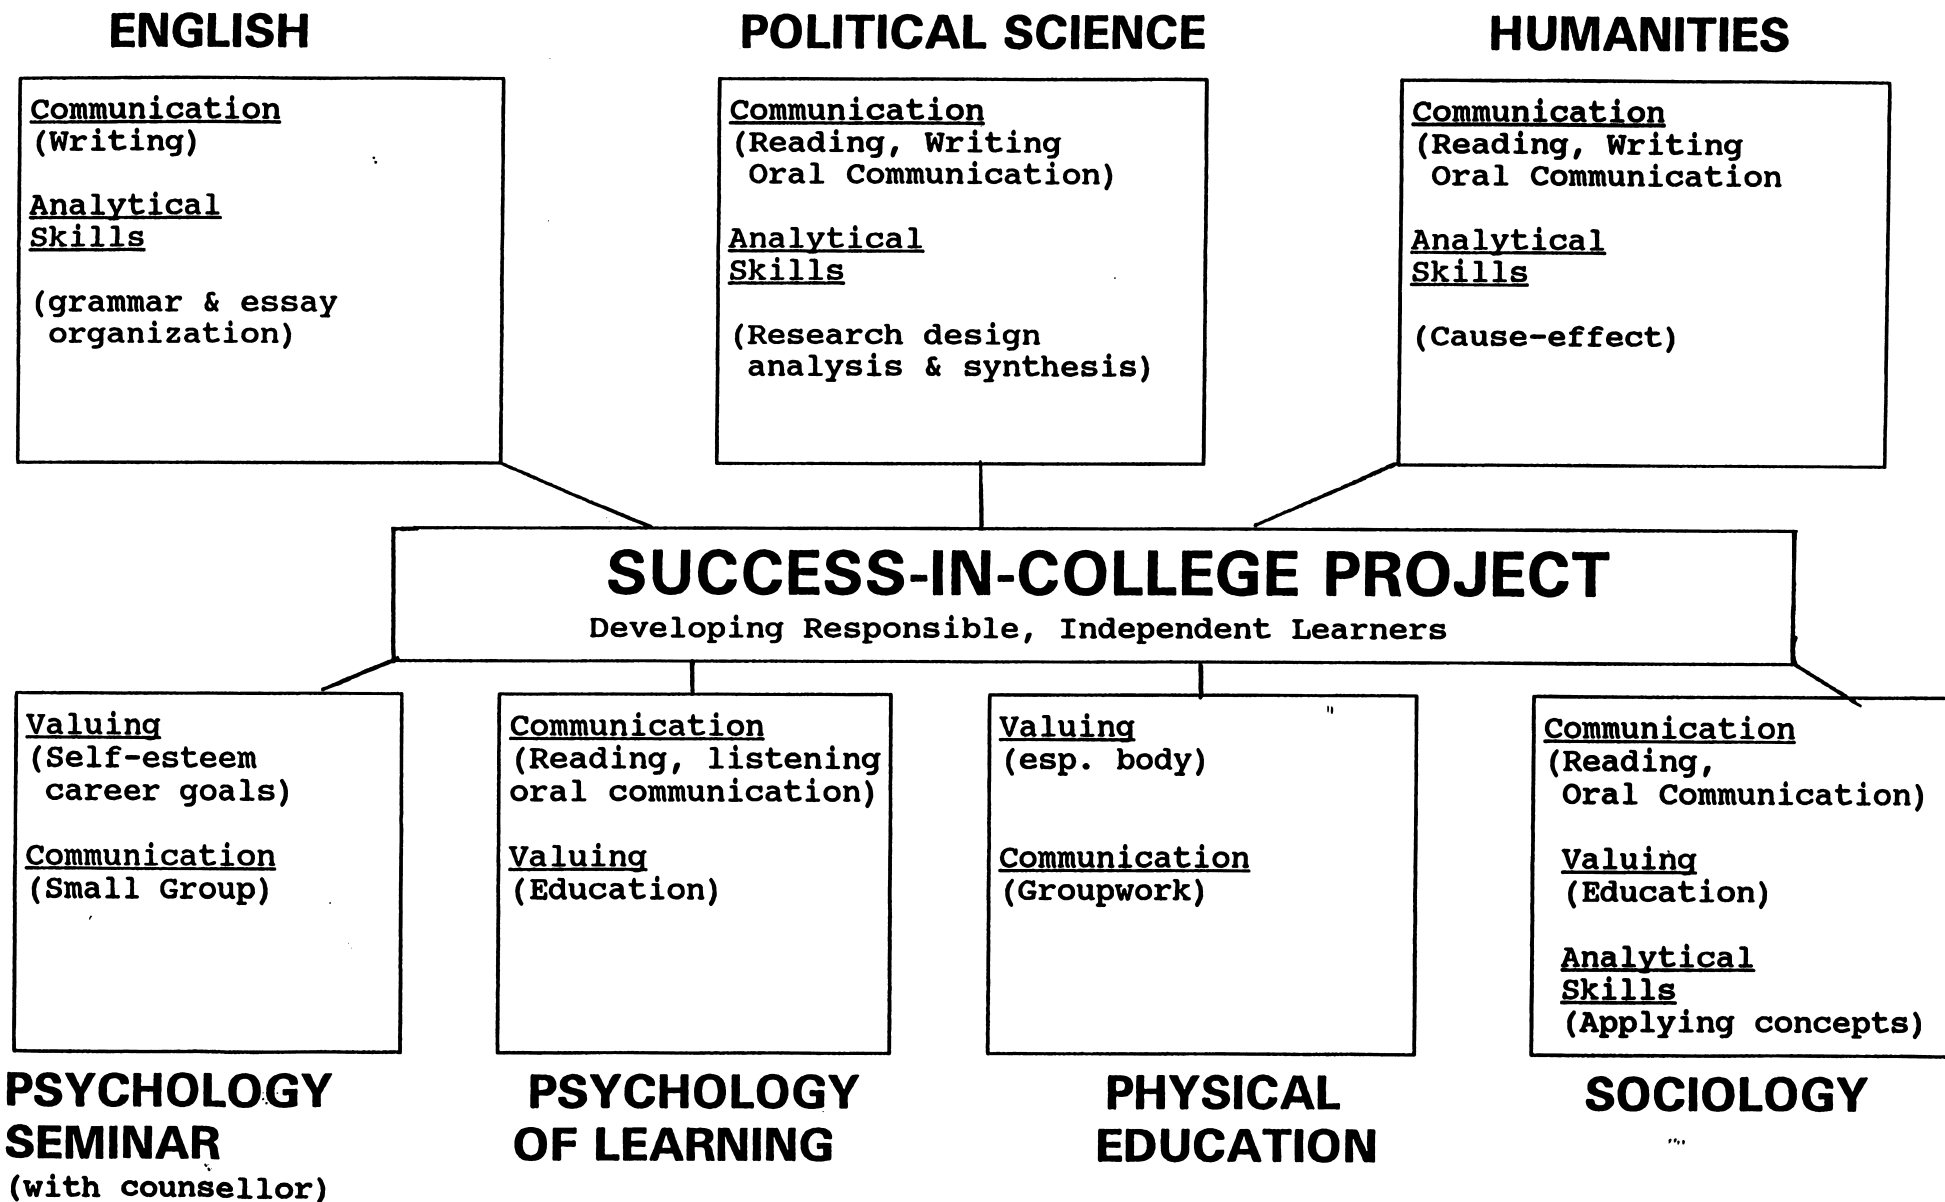 ENGLISH
Communication
(Writing)
Analytical
Skills
(grammar & essay
organization)
POLITICAL SCIENCE
Communication
(Reading, Writing
Oral Communication)
Analytical
Skills
(Research design
analysis & synthesis)
HUMANITIES
Communication
(Reading, Writing
Oral Communication
Analytical
Skills
(Cause-effect)
SUCCESS-IN-COLLEGE PROJECT
Developing Responsible, Independent Learners
Valuing
(Self-esteem
career goals)
Communication
(Small Group)
PSYCHOLOGY
SEMINAR
(with counsellor)
Communication
(Reading, listening
oral communication)
Valuing
(Education)
PSYCHOLOGY
OF LEARNING
Valuing
(esp. body)
Communication
(Groupwork)
PHYSICAL
EDUCATION
Communication
(Reading,
Oral Communication)
Valuing
(Education)
Analytical
Skills
(Applying concepts)
SOCIOLOGY